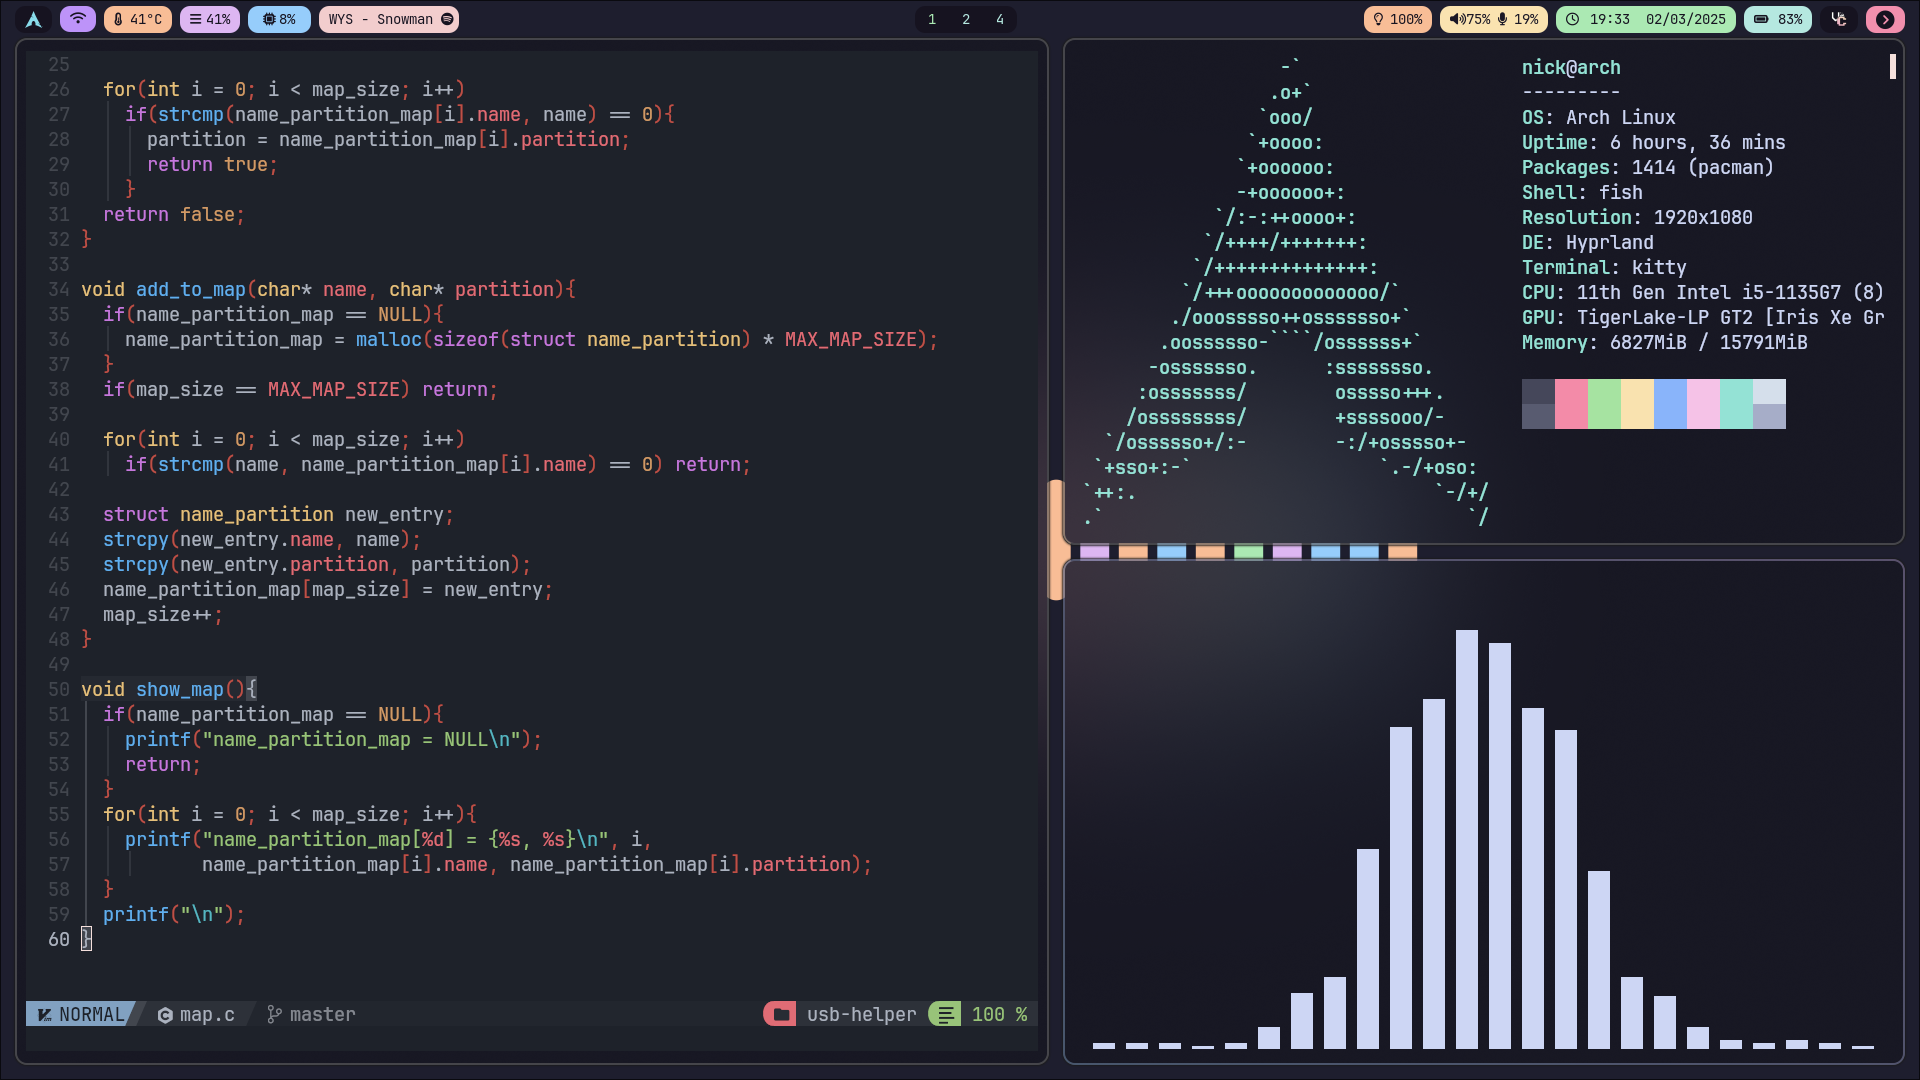 41°C 41% 8% WYS - Snowman
1 2 4
100% 75% 19% 19:33 02/03/2025 83%
25
26 for(int i = 0; i < map_size; i++)
27 if(strcmp(name_partition_map[i].name, name) == 0){
28 partition = name_partition_map[i].partition;
29 return true;
30 }
31 return false;
32 }
33
34 void add_to_map(char* name, char* partition){
35 if(name_partition_map == NULL){
36 name_partition_map = malloc(sizeof(struct name_partition) * MAX_MAP_SIZE);
37 }
38 if(map_size == MAX_MAP_SIZE) return;
39
40 for(int i = 0; i < map_size; i++)
41 if(strcmp(name, name_partition_map[i].name) == 0) return;
42
43 struct name_partition new_entry;
44 strcpy(new_entry.name, name);
45 strcpy(new_entry.partition, partition);
46 name_partition_map[map_size] = new_entry;
47 map_size++;
48 }
49
50 void show_map(){
51 if(name_partition_map == NULL){
52 printf("name_partition_map = NULL\n");
53 return;
54 }
55 for(int i = 0; i < map_size; i++){
56 printf("name_partition_map[%d] = {%s, %s}\n", i,
57 name_partition_map[i].name, name_partition_map[i].partition);
58 }
59 printf("\n");
60 }
NORMAL map.c master usb-helper 100 %
-`
.o+`
`ooo/
`+oooo:
`+oooooo:
-+oooooo+:
`/:-:++oooo+:
`/++++/+++++++:
`/++++++++++++++:
`/+++ooooooooooooo/`
./ooosssso++osssssso+`
.oossssso-````/ossssss+`
-osssssso. :ssssssso.
:osssssss/ osssso+++.
/ossssssss/ +ssssooo/-
`/ossssso+/:- -:/+osssso+-
`+sso+:-` `.-/+oso:
`++:. `-/+/
.` `/
nick@arch
---------
OS: Arch Linux
Uptime: 6 hours, 36 mins
Packages: 1414 (pacman)
Shell: fish
Resolution: 1920x1080
DE: Hyprland
Terminal: kitty
CPU: 11th Gen Intel i5-1135G7 (8)
GPU: TigerLake-LP GT2 [Iris Xe Gr
Memory: 6827MiB / 15791MiB